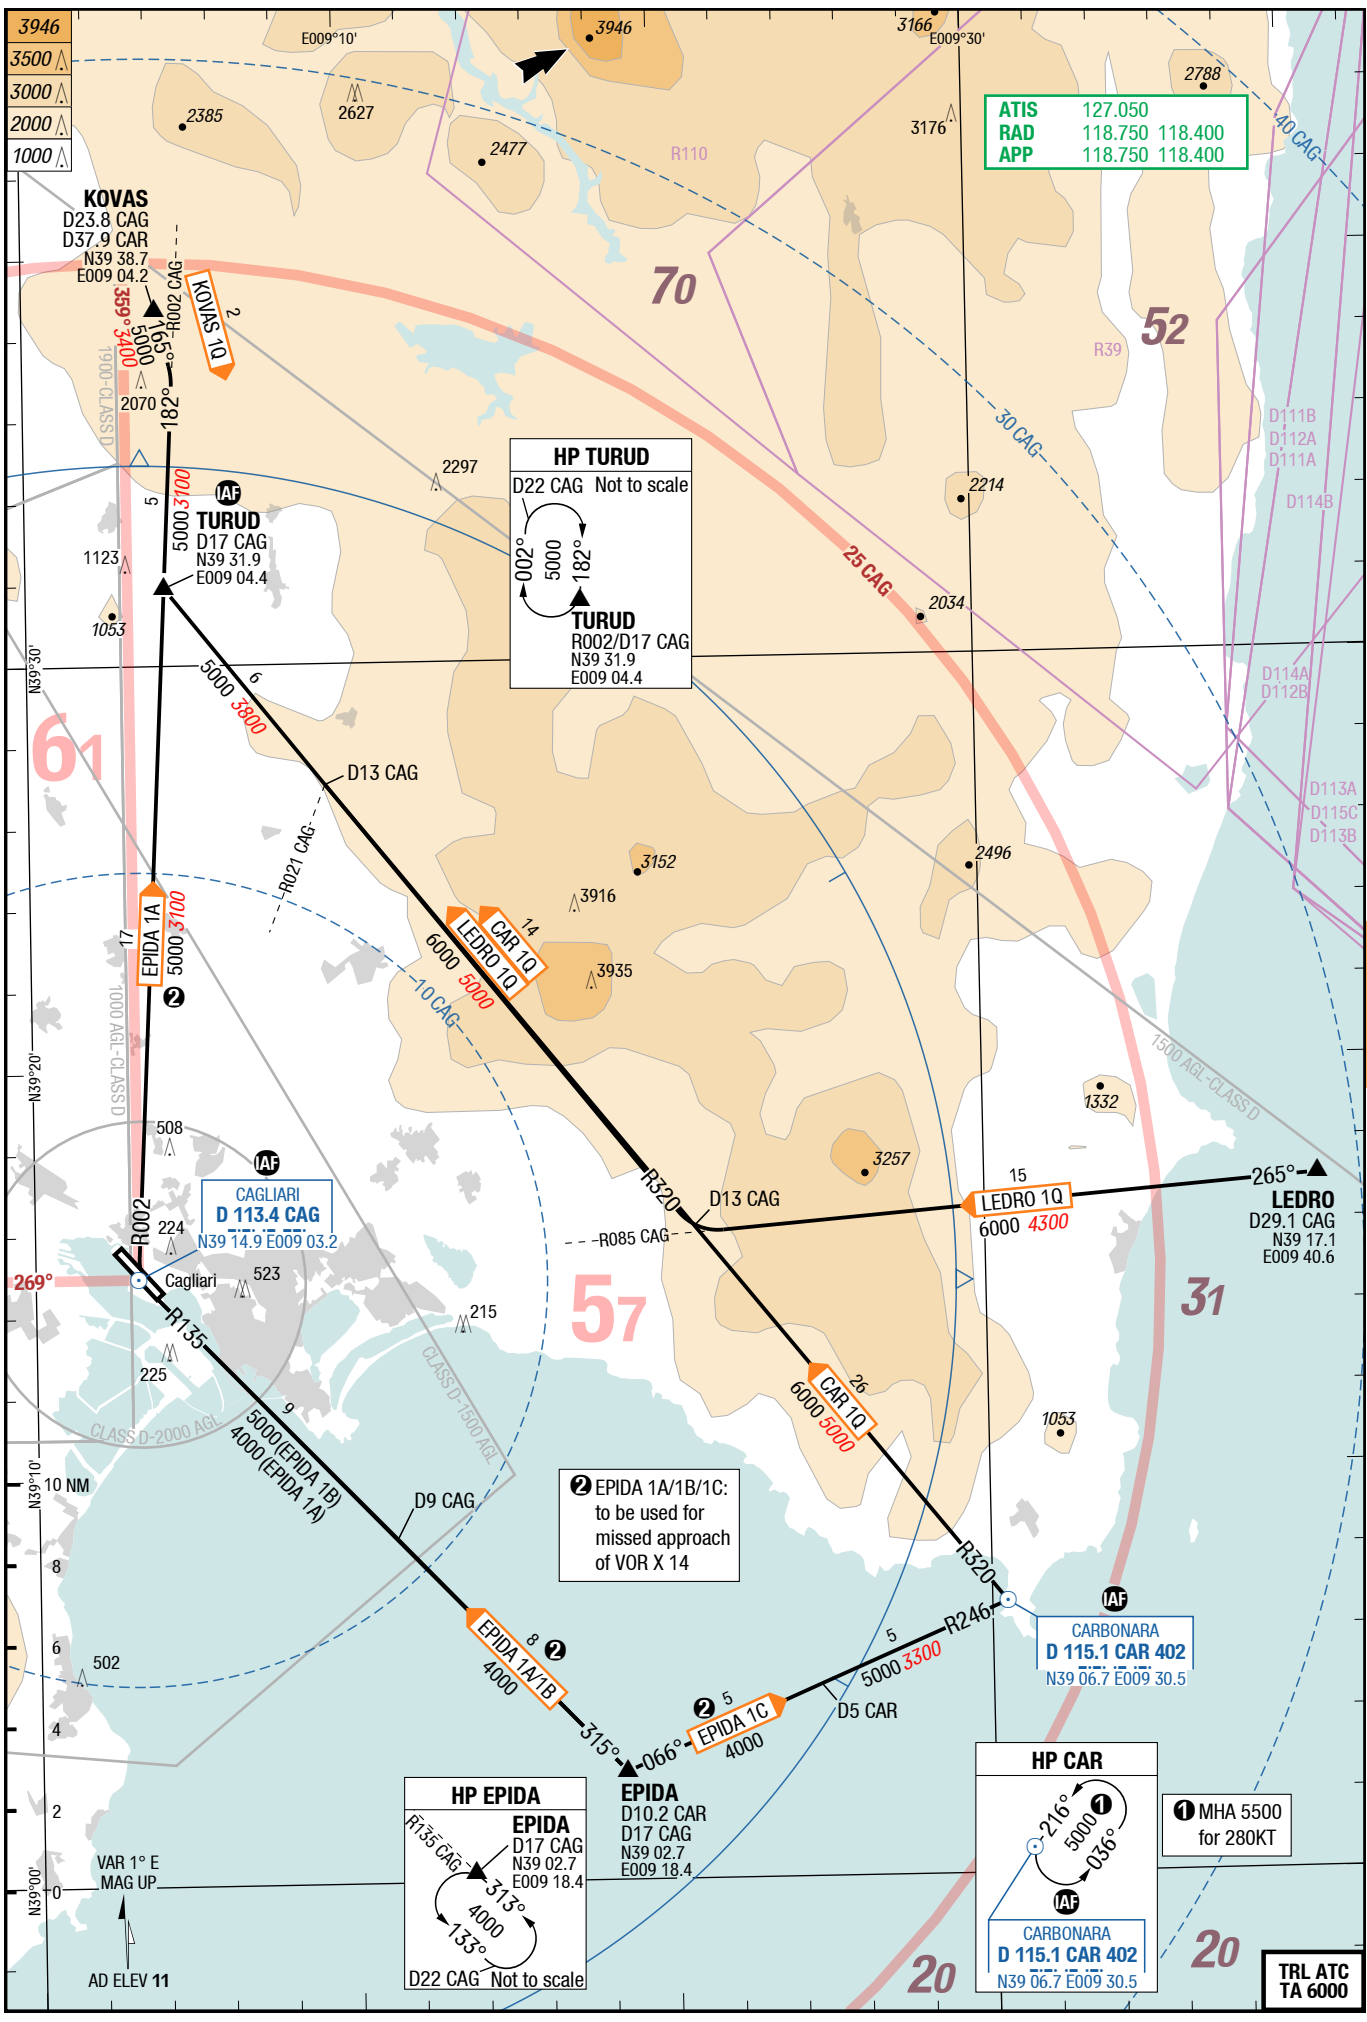 3946
3500
3000
2000
1000
E009°10'
3946
3166
E009°30'
2788
2385
2627
2477
3176
R110
ATIS 127.050
RAD 118.750 118.400
APP 118.750 118.400
40 CAG
KOVAS
D23.8 CAG
D37.9 CAR
N39 38.7
E009 04.2
R002 CAG
359°
3400
5000
165°
KOVAS 1Q
2
70
52
R39
30 CAG
1900-CLASS D
2070
182°
D111B
D112A
D111A
D114B
2297
2214
5
5000 3100
IAF
TURUD
D17 CAG
N39 31.9
E009 04.4
HP TURUD
D22 CAG Not to scale
002°
5000
182°
TURUD
R002/D17 CAG
N39 31.9
E009 04.4
25 CAG
1123
1053
2034
N39°30'
6
5000 3800
D114A
D112B
61
D13 CAG
D113A
D115C
D113B
R021 CAG
3152
2496
3916
3935
17
EPIDA 1A
5000 3100
2
14
CAR 1Q
LEDRO 1Q
6000 5000
10 CAG
1000 AGL-CLASS D
1500 AGL-CLASS D
N39°20'
1332
508
3257
IAF
CAGLIARI
D 113.4 CAG
N39 14.9 E009 03.2
R002
224
R320
D13 CAG
R085 CAG
15
LEDRO 1Q
6000 4300
265°
LEDRO
D29.1 CAG
N39 17.1
E009 40.6
269°
Cagliari
523
215
R135
225
57
31
CLASS D-1500 AGL
CLASS D-2000 AGL
26
CAR 1Q
6000 5000
1053
9
5000(EPIDA 1B)
4000(EPIDA 1A)
N39°10'
10 NM
D9 CAG
2 EPIDA 1A/1B/1C:
to be used for
missed approach
of VOR X 14
8
R320
IAF
CARBONARA
D 115.1 CAR 402
N39 06.7 E009 30.5
R246
5
5000 3300
D5 CAR
6
502
8 2
EPIDA 1A/1B
4000
315°
4
2 5
EPIDA 1C
4000
066°
EPIDA
D10.2 CAR
D17 CAG
N39 02.7
E009 18.4
HP EPIDA
R135 CAG
EPIDA
D17 CAG
N39 02.7
E009 18.4
313°
4000
133°
D22 CAG Not to scale
HP CAR
216°
5000 1
036°
IAF
CARBONARA
D 115.1 CAR 402
N39 06.7 E009 30.5
1 MHA 5500
for 280KT
2
VAR 1° E
MAG UP
N39°00'
0
AD ELEV 11
20
20
TRL ATC
TA 6000